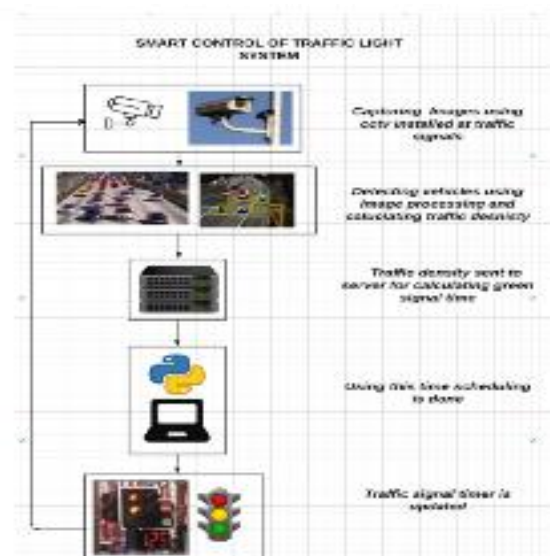 SMART CONTROL OF TRAFFIC LIGHT
SYSTEM
Capturing Images using
cctv installed at traffic
signals
Detecting vehicles using
image processing and
calculating traffic density
Traffic density sent to
server for calculating green
signal time
Using this time scheduling
is done
Traffic signal timer is
updated